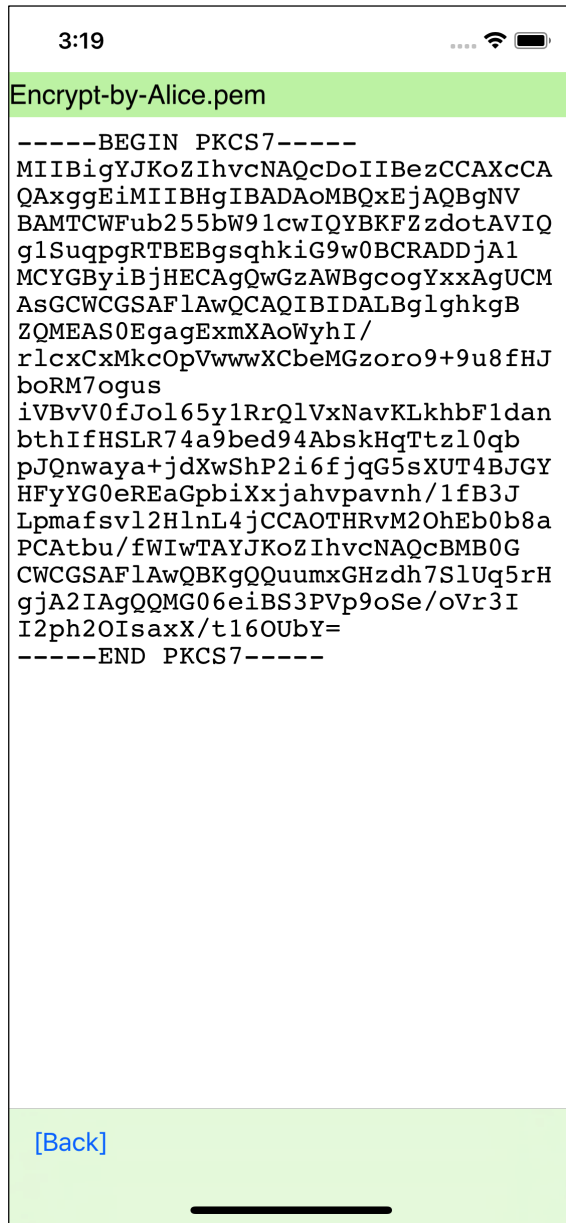 3:19
Encrypt-by-Alice.pem
-----BEGIN PKCS7-----
MIIBigYJKoZIhvcNAQcDoIIBezCCAXcCA
QAxggEiMIIBHgIBADAoMBQxEjAQBgNV
BAMTCWFub255bW91cwIQYBKFZzdotAVIQ
g1SuqpgRTBEBgsqhkiG9w0BCRADDjA1
MCYGByiBjHECAgQwGzAWBgcogYxxAgUCM
AsGCWCGSAFlAwQCAQIBIDALBglghkgB
ZQMEAS0EgagExmXAoWyhI/
rlcxCxMkcOpVwwwXCbeMGzoro9+9u8fHJ
boRM7ogus
iVBvV0fJol65y1RrQlVxNavKLkhbF1dan
bthIfHSLR74a9bed94AbskHqTtzl0qb
pJQnwaya+jdXwShP2i6fjqG5sXUT4BJGY
HFyYG0eREaGpbiXxjahvpavnh/1fB3J
Lpmafsvl2HlnL4jCCAOTHRvM2OhEb0b8a
PCAtbu/fWIwTAYJKoZIhvcNAQcBMB0G
CWCGSAFlAwQBKgQQuumxGHzdh7SlUq5rH
gjA2IAgQQMG06eiBS3PVp9oSe/oVr3I
I2ph2OIsaxX/t16OUbY=
-----END PKCS7-----
[Back]